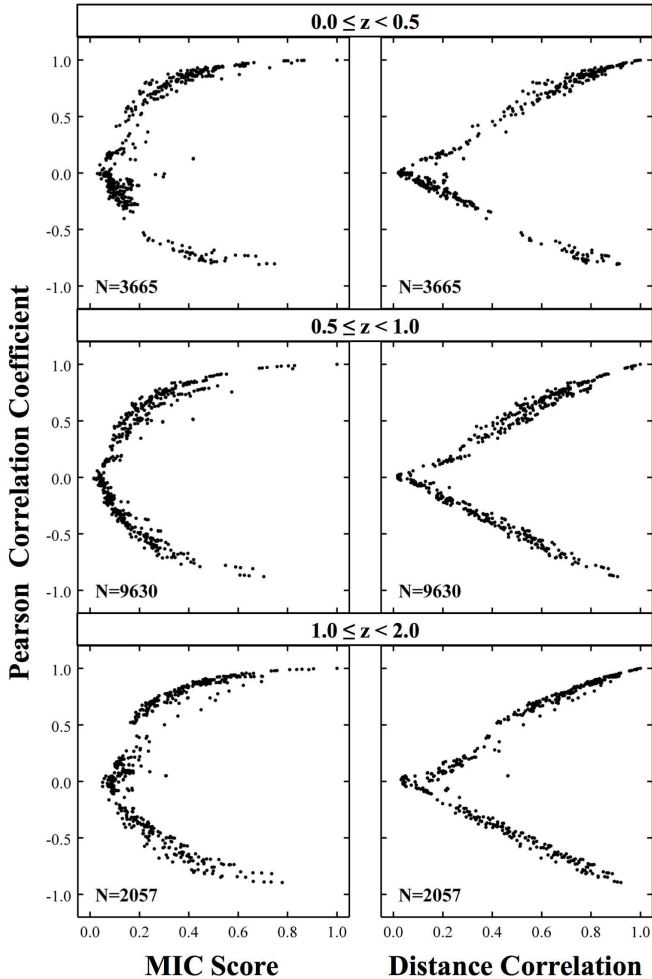 0.0 ≤ z < 0.5
1.0
0.5
0.0
-0.5
-1.0
N=3665
N=3665
0.5 ≤ z < 1.0
1.0
0.5
0.0
-0.5
-1.0
N=9630
N=9630
1.0 ≤ z < 2.0
1.0
0.5
0.0
-0.5
-1.0
N=2057
N=2057
0.0 0.2 0.4 0.6 0.8 1.0
0.0 0.2 0.4 0.6 0.8 1.0
Pearson Correlation Coefficient
MIC Score
Distance Correlation